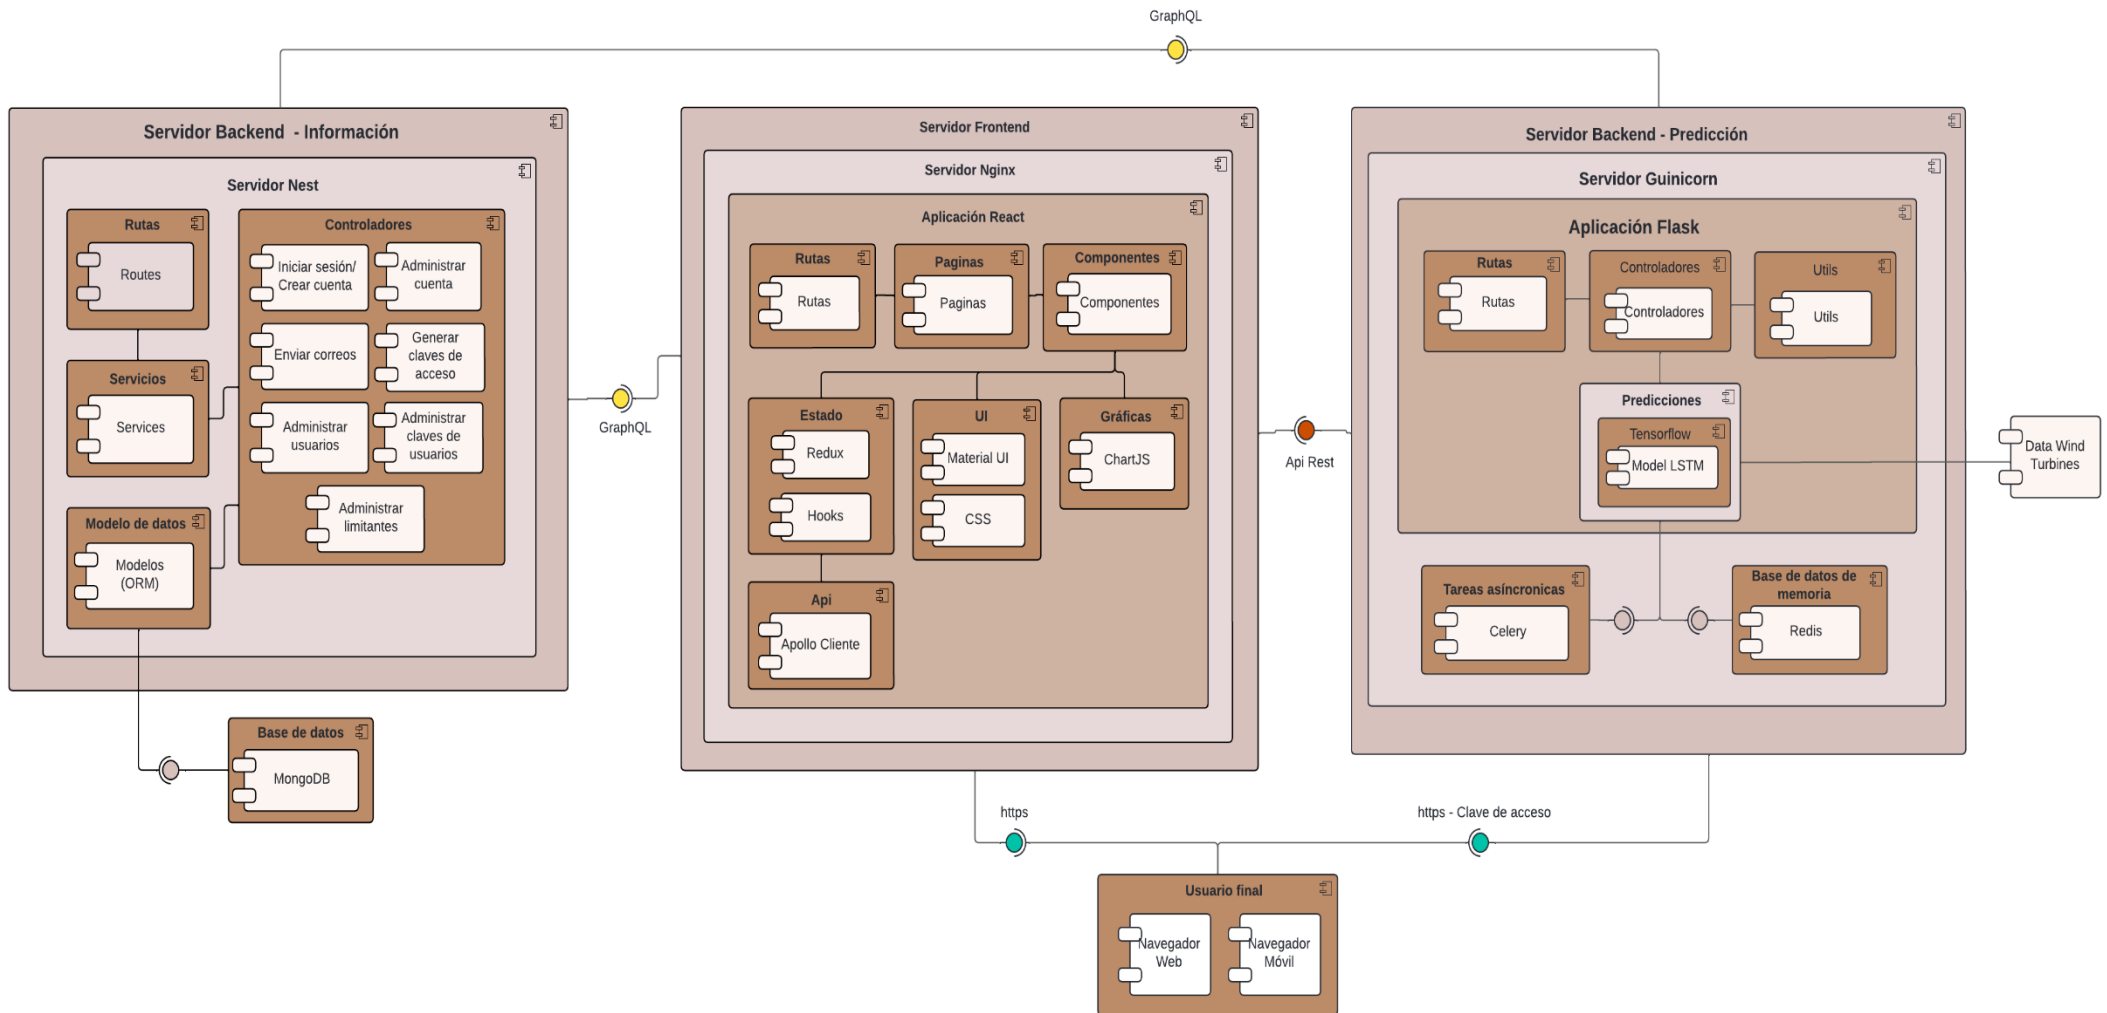 GraphQL
Servidor Backend - Información
Servidor Nest
Rutas
Routes
Servicios
Services
Modelo de datos
Modelos
(ORM)
Controladores
Iniciar sesión/
Crear cuenta
Administrar
cuenta
Enviar correos
Generar
claves de
acceso
Administrar
usuarios
Administrar
claves de
usuarios
Administrar
limitantes
Base de datos
MongoDB
GraphQL
Servidor Frontend
Servidor Nginx
Aplicación React
Rutas
Rutas
Paginas
Paginas
Componentes
Componentes
Estado
Redux
Hooks
UI
Material UI
CSS
Gráficas
ChartJS
Api
Apollo Cliente
Api Rest
Servidor Backend - Predicción
Servidor Guinicorn
Aplicación Flask
Rutas
Rutas
Controladores
Controladores
Utils
Utils
Predicciones
Tensorflow
Model LSTM
Tareas asíncronicas
Celery
Base de datos de
memoria
Redis
Data Wind
Turbines
https
https - Clave de acceso
Usuario final
Navegador
Web
Navegador
Móvil